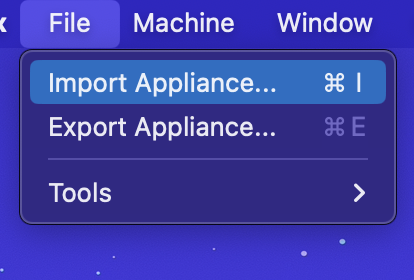 File Machine Window
Import Appliance... ⌘ I
Export Appliance... ⌘ E
Tools